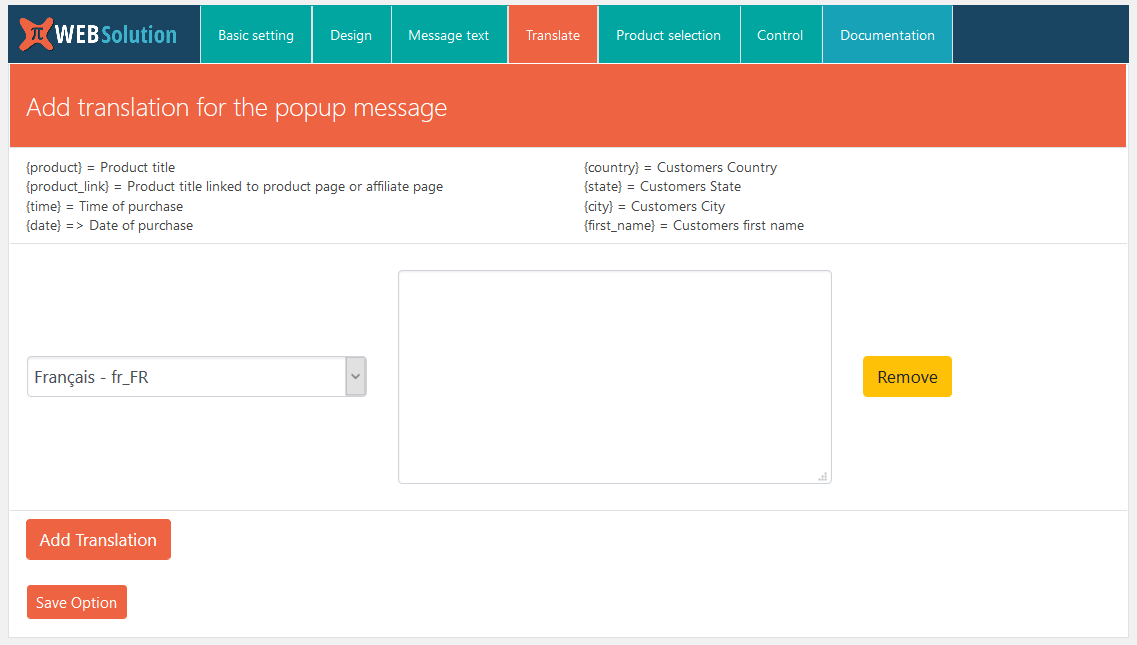 π WEBSolution
Basic setting
Design
Message text
Translate
Product selection
Control
Documentation
Add translation for the popup message
{product} = Product title
{product_link} = Product title linked to product page or affiliate page
{time} = Time of purchase
{date} => Date of purchase
{country} = Customers Country
{state} = Customers State
{city} = Customers City
{first_name} = Customers first name
Français - fr_FR
Remove
Add Translation
Save Option